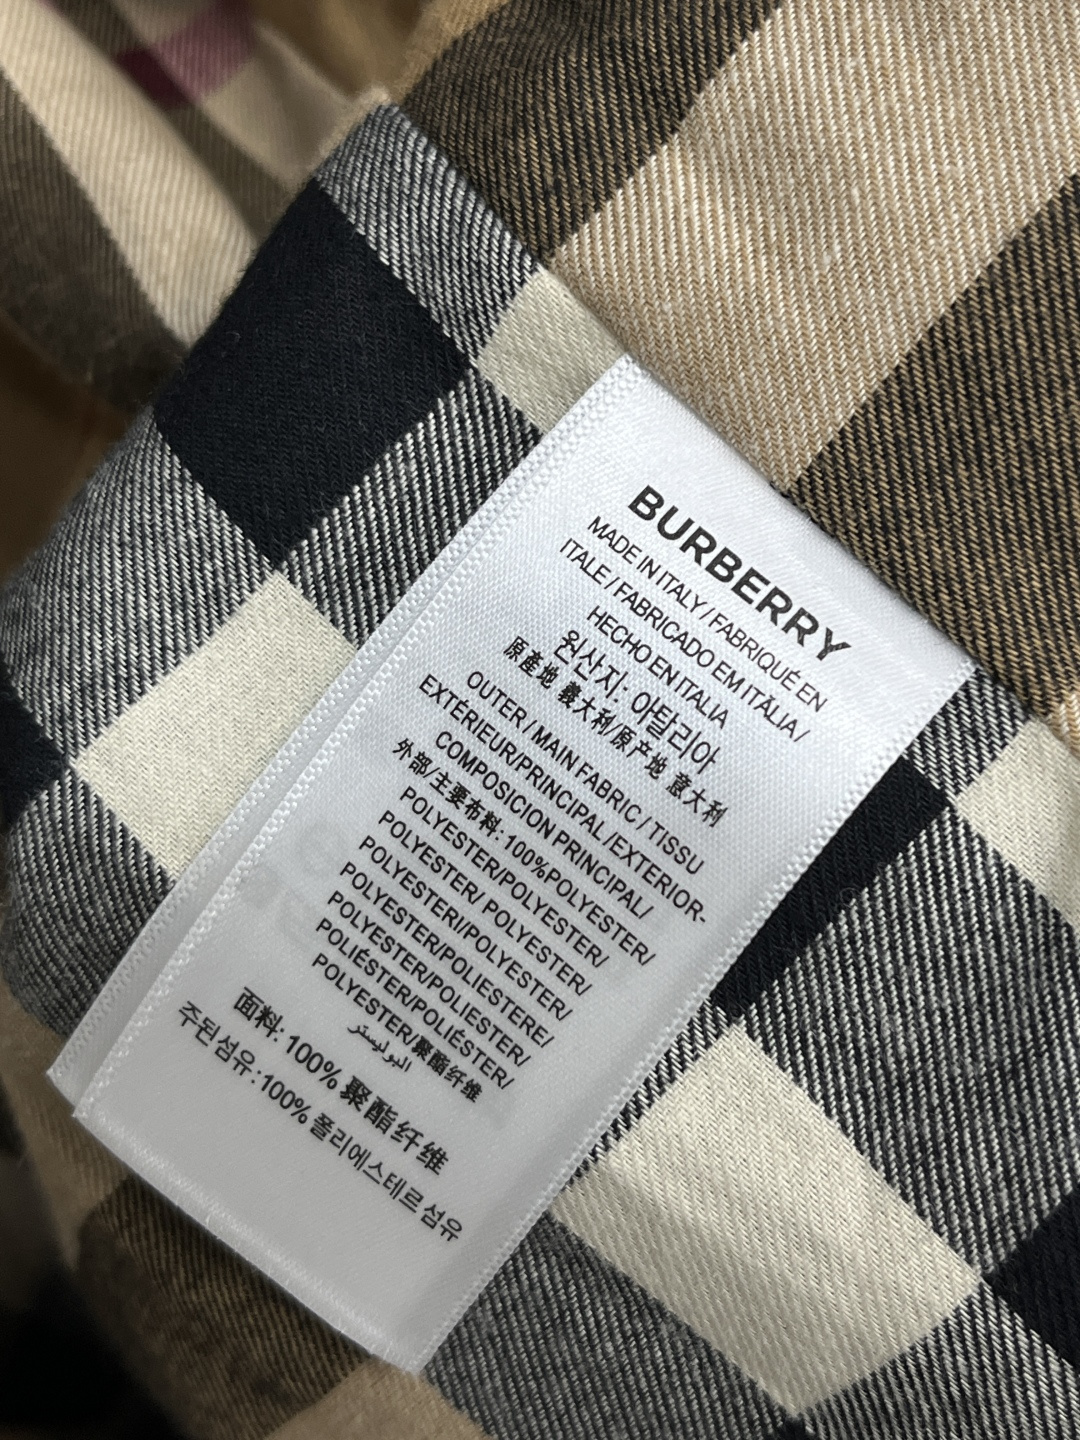 BURBERRY
MADE IN ITALY / FABRIQUÉ EN
ITALE / FABRICADO EM ITÁLIA /
HECHO EN ITALIA
원산지: 이탈리아
原產地 義大利/原产地 意大利
OUTER / MAIN FABRIC / TISSU
EXTÉRIEUR/PRINCIPAL /EXTERIOR-
COMPOSICION PRINCIPAL/
外部/主要布料: 100%POLYESTER/
POLYESTER/POLYESTER/
POLYESTER/ POLYESTER/
POLYESTERI/POLYESTER/
POLYESTER/POLIESTERE/
POLYESTER/POLIESTER/
POLIÉSTER/POLIÉSTER/
POLYESTER/聚酯纤维
البوليستر
面料: 100% 聚酯纤维
주된섬유:100% 폴리에스테르섬유